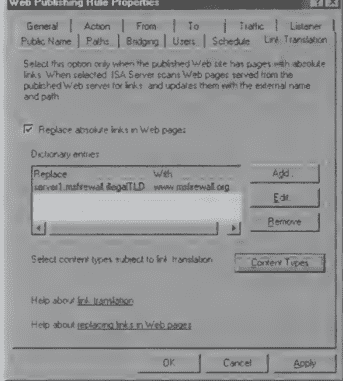 Web Publishing Rule Properties
General Action From To Traffic Listener
Public Name Paths Bridging Users Schedule Link Translation
Select this option only when the published Web site has pages with absolute
links. When selected, ISA Server scans Web pages served from the
published Web server for links and updates them with the external name
and path.
Replace absolute links in Web pages
Dictionary entries:
Replace With
server1.msfirewall.illegalTLD www.msfirewall.org
Add...
Edit...
Remove
Select content types subject to link translation
Content Types
Help about link translation
Help about replacing links in Web pages
OK Cancel Apply